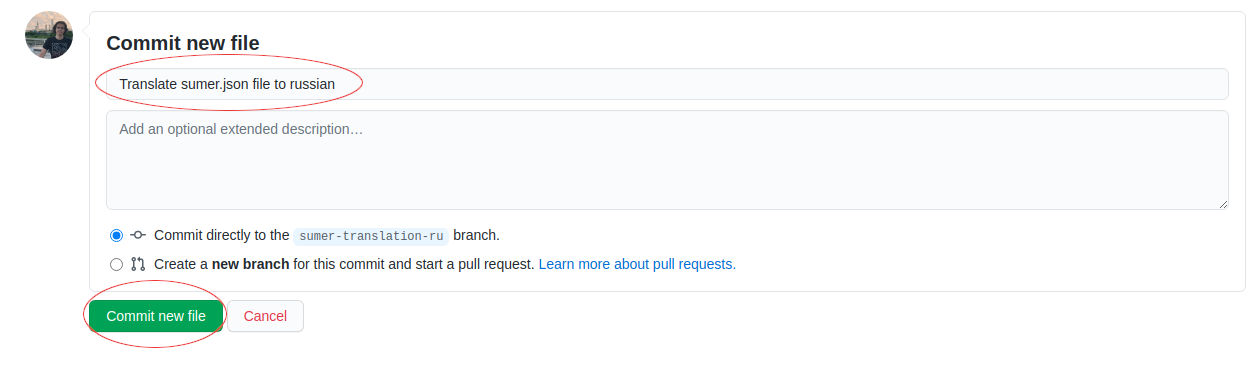 Commit new file
Translate sumer.json file to russian
Add an optional extended description…
Commit directly to the sumer-translation-ru branch.
Create a new branch for this commit and start a pull request. Learn more about pull requests.
Commit new file Cancel